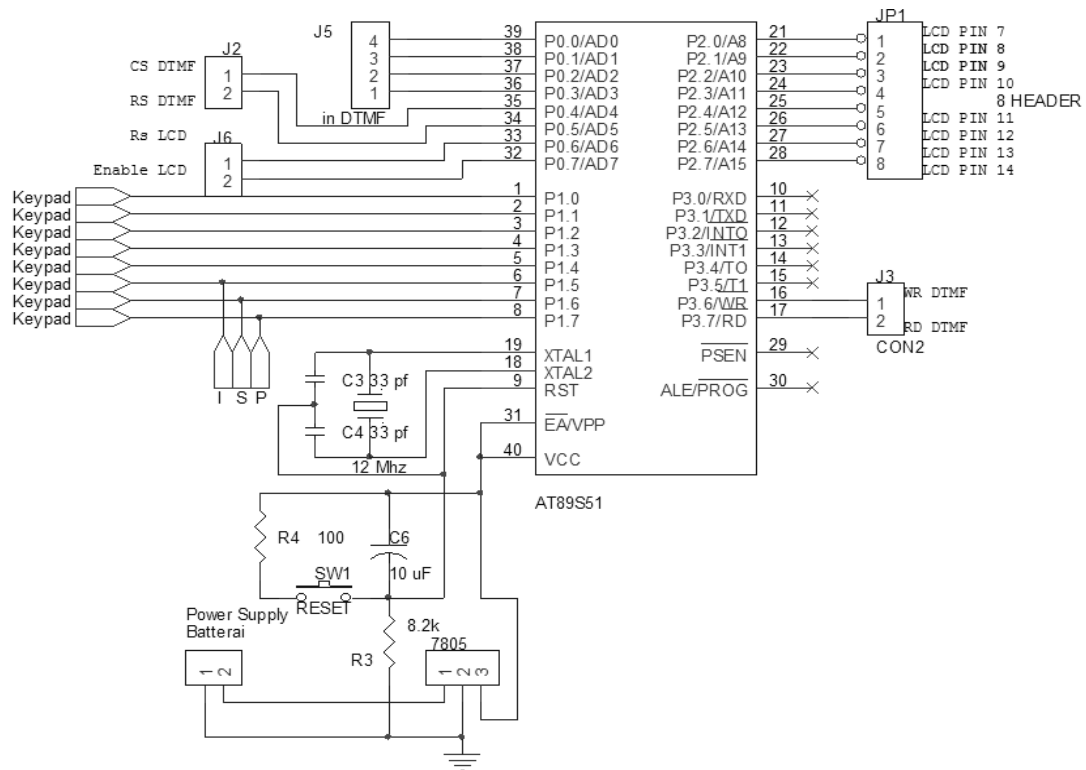 J2
CS DTMF
1
RS DTMF
2
J5
4
3
2
1
in DTMF
Rs LCD
J6
1
Enable LCD
2
Keypad
Keypad
Keypad
Keypad
Keypad
Keypad
Keypad
Keypad
I S P
39 P0.0/AD0
38 P0.1/AD1
37 P0.2/AD2
36 P0.3/AD3
35 P0.4/AD4
34 P0.5/AD5
33 P0.6/AD6
32 P0.7/AD7
1 P1.0
2 P1.1
3 P1.2
4 P1.3
5 P1.4
6 P1.5
7 P1.6
8 P1.7
19 XTAL1
18 XTAL2
9 RST
31 EA/VPP
40 VCC
P2.0/A8 21
P2.1/A9 22
P2.2/A10 23
P2.3/A11 24
P2.4/A12 25
P2.5/A13 26
P2.6/A14 27
P2.7/A15 28
P3.0/RXD 10
P3.1/TXD 11
P3.2/INTO 12
P3.3/INT1 13
P3.4/TO 14
P3.5/T1 15
P3.6/WR 16
P3.7/RD 17
PSEN 29
ALE/PROG 30
AT89S51
JP1
1 LCD PIN 7
2 LCD PIN 8
3 LCD PIN 9
4 LCD PIN 10
8 HEADER
5 LCD PIN 11
6 LCD PIN 12
7 LCD PIN 13
8 LCD PIN 14
J3
1 WR DTMF
2 RD DTMF
CON2
C3 33 pf
C4 33 pf
12 Mhz
R4 100
C6
10 uF
SW1
RESET
Power Supply
Batterai
1 2
8.2k
R3
7805
1 2 3